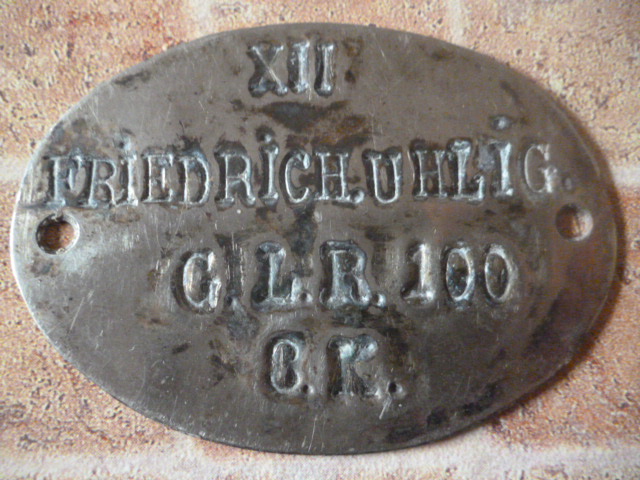 XII
FRIEDRICH.UHLIG.
G.L.R. 100
6.K.